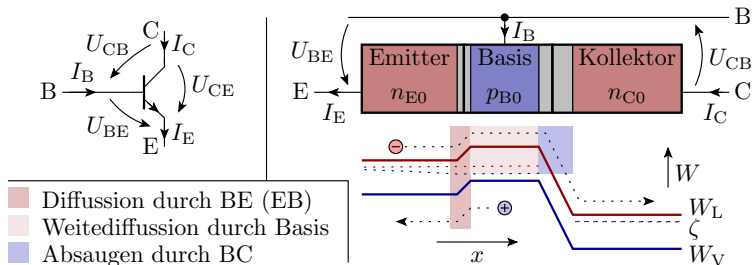 C
U_CB
I_C
I_B
B
U_CE
U_BE
I_E
E
B
I_B
U_BE
Emitter
Basis
Kollektor
U_CB
n_E0
p_B0
n_C0
E
I_E
C
I_C
−
W
+
W_L
ζ
W_V
x
Diffussion durch BE (EB)
Weitediffusion durch Basis
Absaugen durch BC